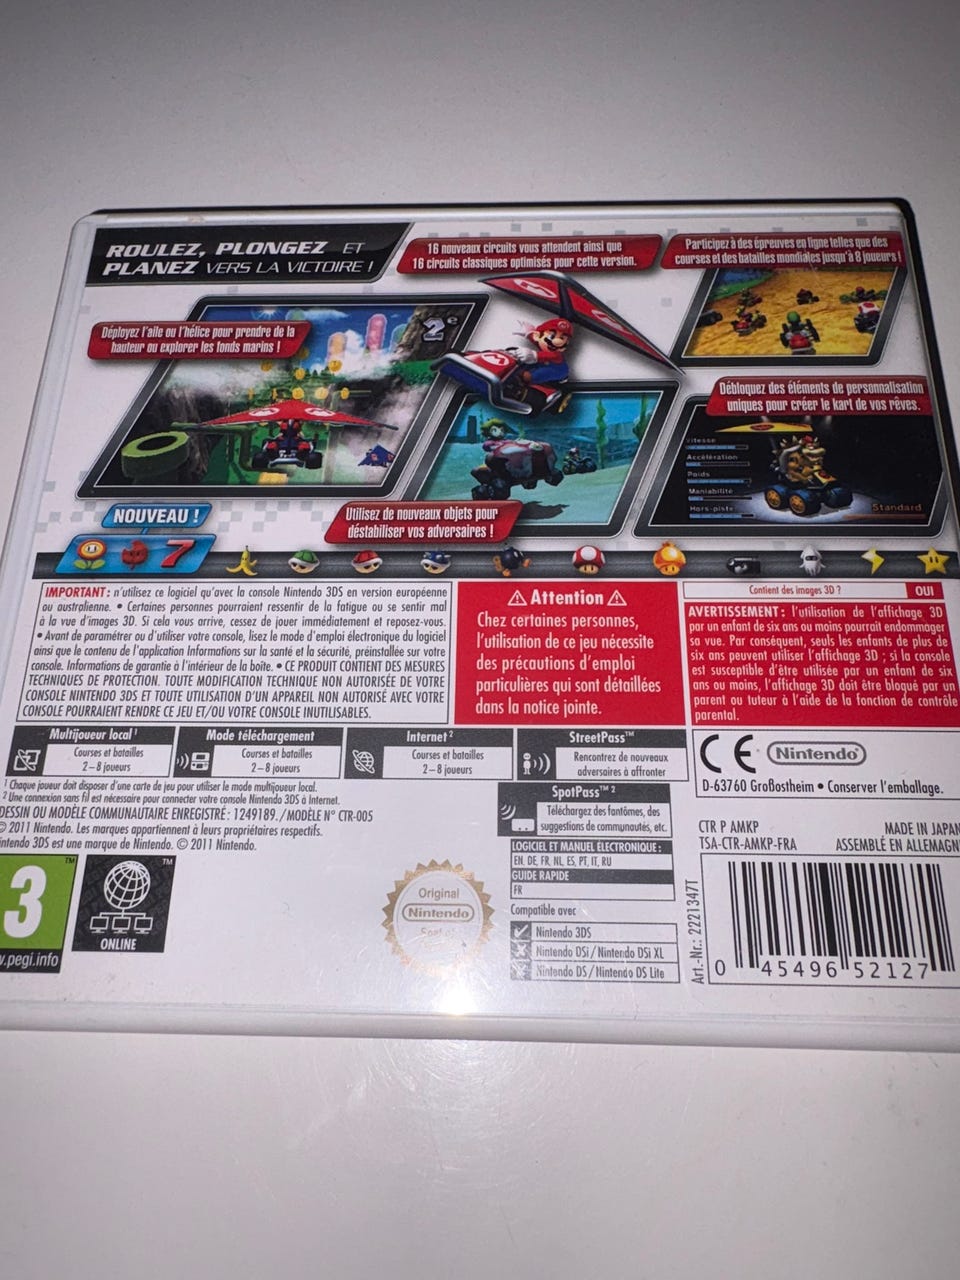 ROULEZ, PLONGEZ ET
PLANEZ VERS LA VICTOIRE !
16 nouveaux circuits vous attendent ainsi que
16 circuits classiques optimisés pour cette version.
Participez à des épreuves en ligne telles que des
courses et des batailles mondiales jusqu'à 8 joueurs !
Déployez l'aile ou l'hélice pour prendre de la
hauteur ou explorer les fonds marins !
2e
Débloquez des éléments de personnalisation
uniques pour créer le kart de vos rêves.
Vitesse
Accélération
Poids
Maniabilité
Hors-piste
Standard
Utilisez de nouveaux objets pour
déstabiliser vos adversaires !
NOUVEAU !
7
IMPORTANT : n'utilisez ce logiciel qu'avec la console Nintendo 3DS en version européenne
ou australienne. • Certaines personnes pourraient ressentir de la fatigue ou se sentir mal
à la vue d'images 3D. Si cela vous arrive, cessez de jouer immédiatement et reposez-vous.
• Avant de paramétrer ou d'utiliser votre console, lisez le mode d'emploi électronique du logiciel
ainsi que le contenu de l'application Informations sur la santé et la sécurité, préinstallée sur votre
console. Informations de garantie à l'intérieur de la boîte. • CE PRODUIT CONTIENT DES MESURES
TECHNIQUES DE PROTECTION. TOUTE MODIFICATION TECHNIQUE NON AUTORISÉE DE VOTRE
CONSOLE NINTENDO 3DS ET TOUTE UTILISATION D'UN APPAREIL NON AUTORISÉ AVEC VOTRE
CONSOLE POURRAIENT RENDRE CE JEU ET/OU VOTRE CONSOLE INUTILISABLES.
Attention
Chez certaines personnes,
l'utilisation de ce jeu nécessite
des précautions d'emploi
particulières qui sont détaillées
dans la notice jointe.
Contient des images 3D ? OUI
AVERTISSEMENT : l'utilisation de l'affichage 3D
par un enfant de six ans ou moins pourrait endommager
sa vue. Par conséquent, seuls les enfants de plus de
six ans peuvent utiliser l'affichage 3D ; si la console
est susceptible d'être utilisée par un enfant de six
ans ou moins, l'affichage 3D doit être bloqué par un
parent ou tuteur à l'aide de la fonction de contrôle
parental.
Multijoueur local 1
Courses et batailles
2–8 joueurs
Mode téléchargement
Courses et batailles
2–8 joueurs
Internet 2
Courses et batailles
2–8 joueurs
StreetPass™
Rencontrez de nouveaux
adversaires à affronter
SpotPass™ 2
Téléchargez des fantômes, des
suggestions de communautés, etc.
CE Nintendo
D-63760 Großostheim • Conserver l'emballage.
1 Chaque joueur doit disposer d'une carte de jeu pour utiliser le mode multijoueur local.
2 Une connexion sans fil est nécessaire pour connecter votre console Nintendo 3DS à Internet.
DESSIN OU MODÈLE COMMUNAUTAIRE ENREGISTRÉ : 1249189./MODÈLE N° CTR-005
© 2011 Nintendo. Les marques appartiennent à leurs propriétaires respectifs.
intendo 3DS est une marque de Nintendo. © 2011 Nintendo.
LOGICIEL ET MANUEL ÉLECTRONIQUE :
EN, DE, FR, NL, ES, PT, IT, RU
GUIDE RAPIDE
FR
Compatible avec
Nintendo 3DS
Nintendo DSi / Nintendo DSi XL
Nintendo DS / Nintendo DS Lite
CTR P AMKP
TSA-CTR-AMKP-FRA
MADE IN JAPAN
ASSEMBLÉ EN ALLEMAGN
Art.-Nr.: 2221347T
0 45496 52127
3
™
w.pegi.info
™
ONLINE
Original
Nintendo